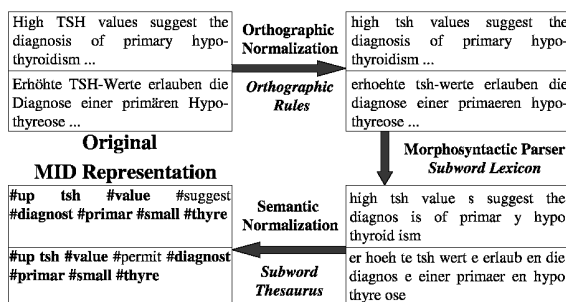 High TSH values suggest the
diagnosis of primary hypo-
thyroidism ...
Erhöhte TSH-Werte erlauben die
Diagnose einer primären Hypo-
thyreose ...
Original
Orthographic
Normalization
Orthographic
Rules
high tsh values suggest the
diagnosis of primary hypo-
thyroidism ...
erhoehte tsh-werte erlauben die
diagnose einer primaeren hypo-
thyreose ...
Morphosyntactic Parser
Subword Lexicon
high tsh value s suggest the
diagnos is of primar y hypo
thyroid ism
er hoeh te tsh wert e erlaub en die
diagnos e einer primaer en hypo
thyre ose
Semantic
Normalization
Subword
Thesaurus
MID Representation
#up tsh #value #suggest
#diagnost #primar #small #thyre
#up tsh #value #permit #diagnost
#primar #small #thyre